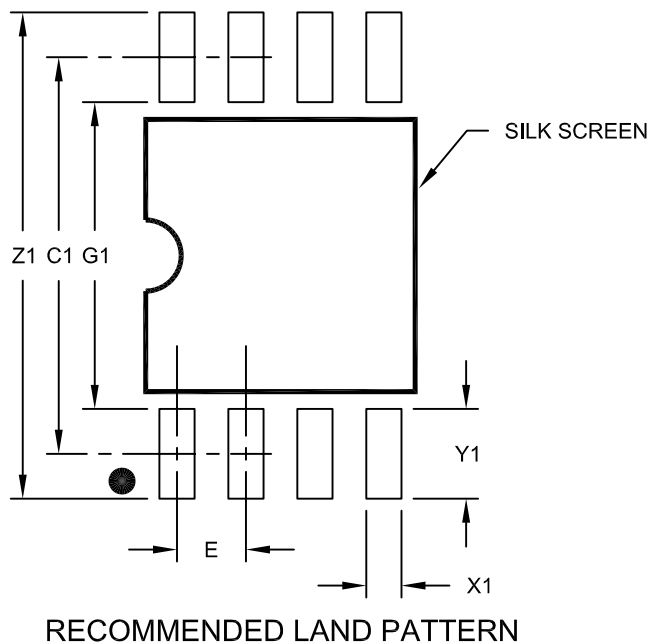 SILK SCREEN
Z1 C1 G1
Y1
E
X1
RECOMMENDED LAND PATTERN